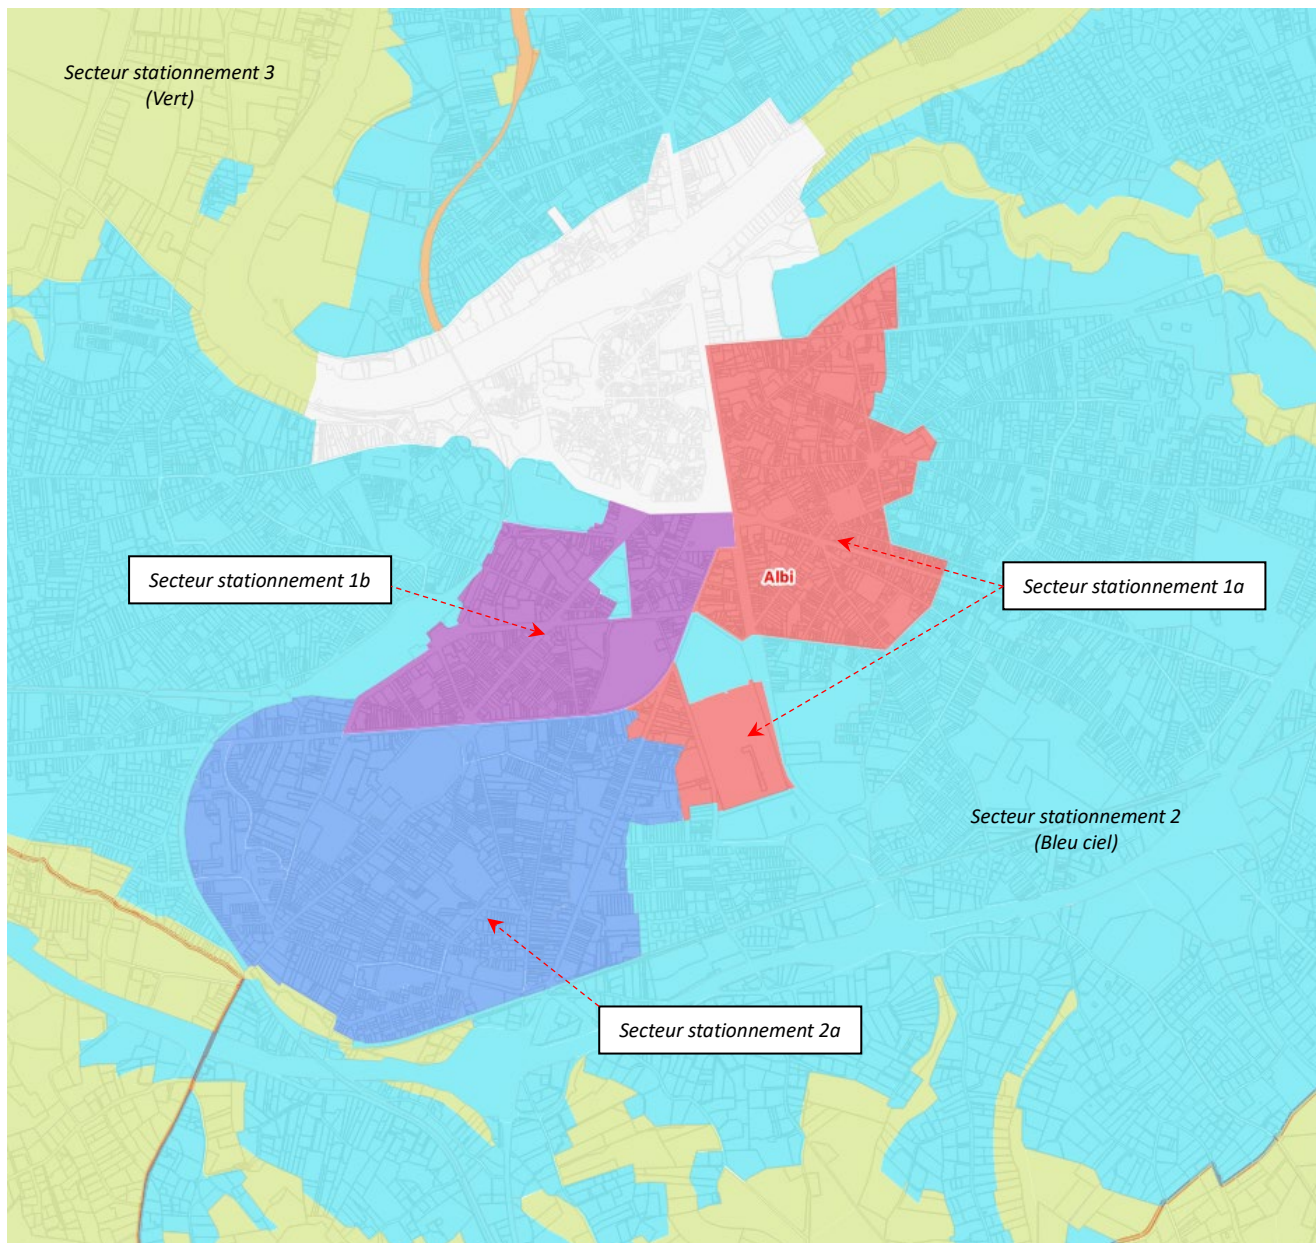 Secteur stationnement 3
(Vert)
Secteur stationnement 1b
Albi
Secteur stationnement 1a
Secteur stationnement 2
(Bleu ciel)
Secteur stationnement 2a